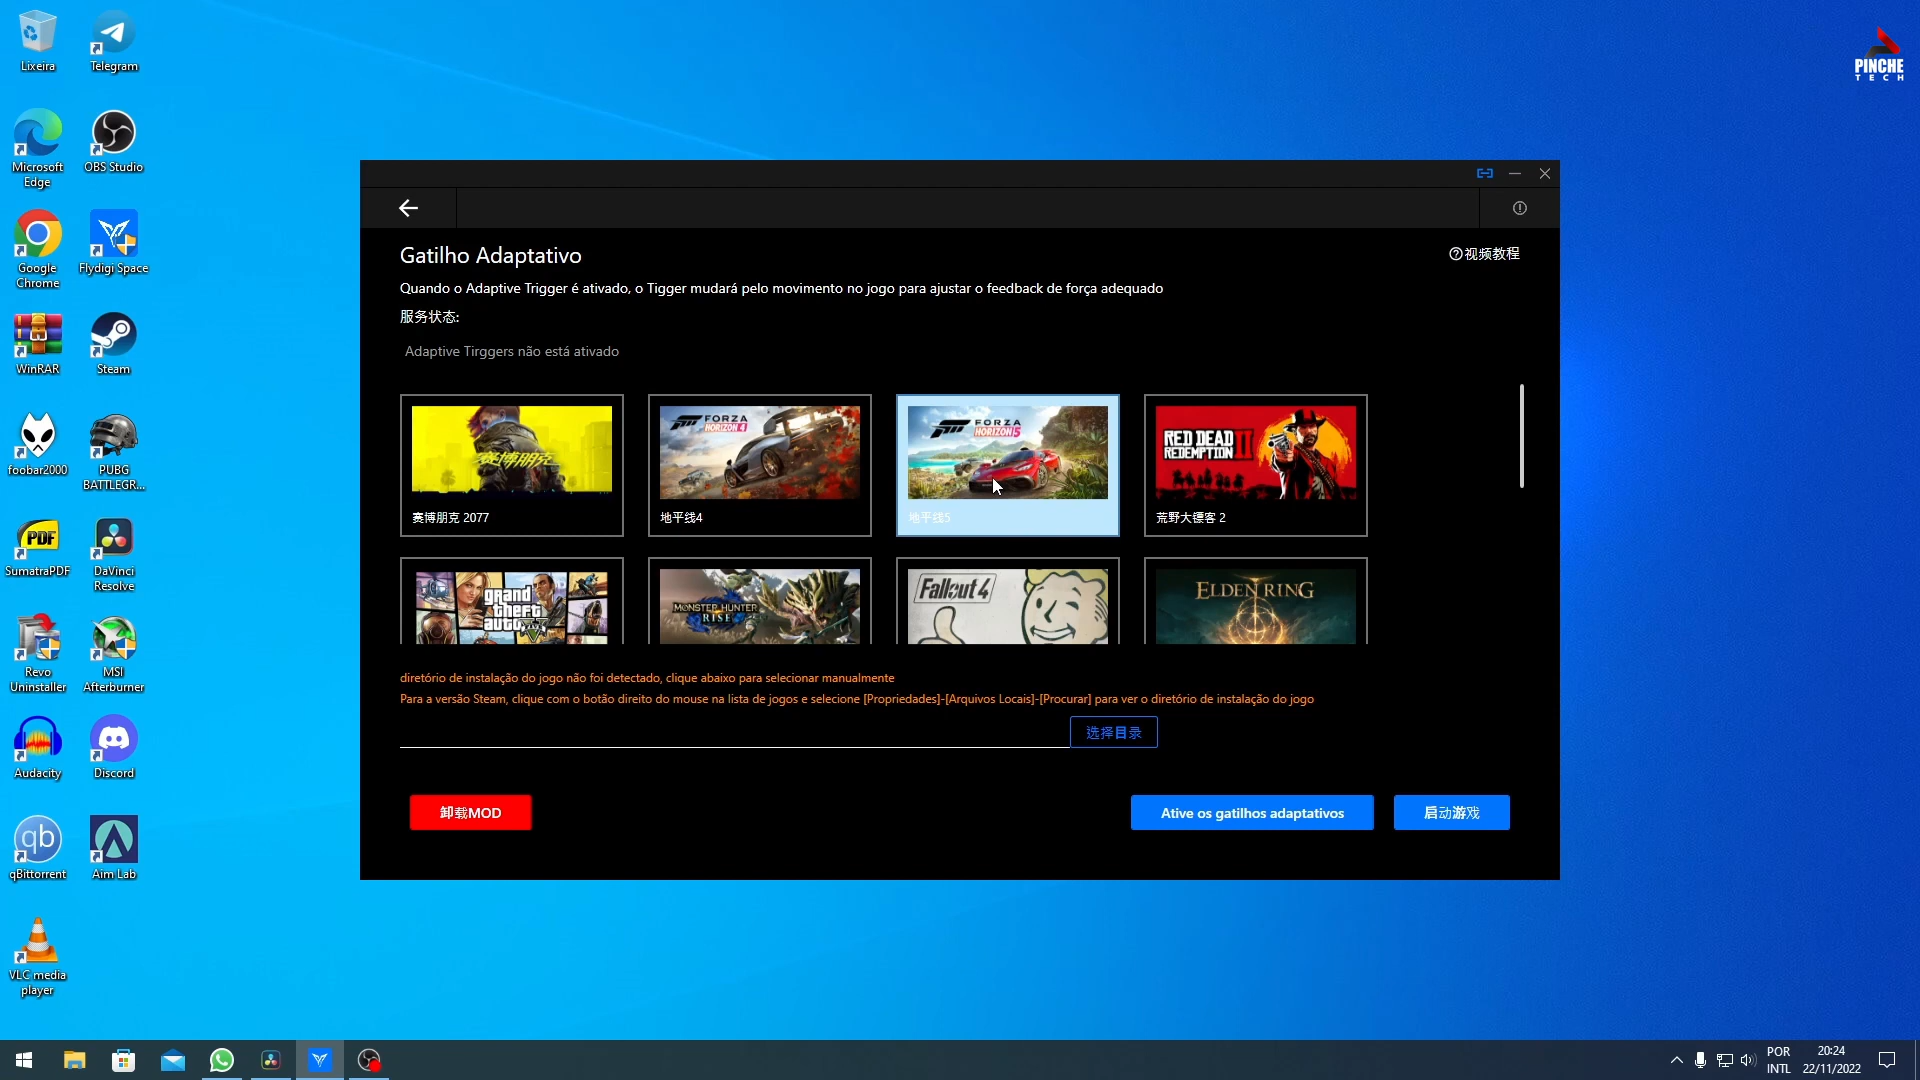 Lixeira
Telegram
Microsoft
Edge
OBS Studio
Google
Chrome
Flydigi Space
WinRAR
Steam
foobar2000
PUBG
BATTLEGR...
SumatraPDF
DaVinci
Resolve
Revo
Uninstaller
MSI
Afterburner
Audacity
Discord
qBittorrent
Aim Lab
VLC media
player
PINCHE
TECH
Gatilho Adaptativo
视频教程
Quando o Adaptive Trigger é ativado, o Tigger mudará pelo movimento no jogo para ajustar o feedback de força adequado
服务状态:
Adaptive Tirggers não está ativado
赛博朋克
赛博朋克 2077
FORZA
HORIZON 4
地平线4
FORZA
HORIZON 5
地平线5
RED DEAD
REDEMPTION II
荒野大镖客 2
grand
theft
auto V
MONSTER HUNTER
RISE
Fallout 4
ELDEN RING
diretório de instalação do jogo não foi detectado, clique abaixo para selecionar manualmente
Para a versão Steam, clique com o botão direito do mouse na lista de jogos e selecione [Propriedades]-[Arquivos Locais]-[Procurar] para ver o diretório de instalação do jogo
选择目录
卸载MOD
Ative os gatilhos adaptativos
启动游戏
POR
INTL
20:24
22/11/2022